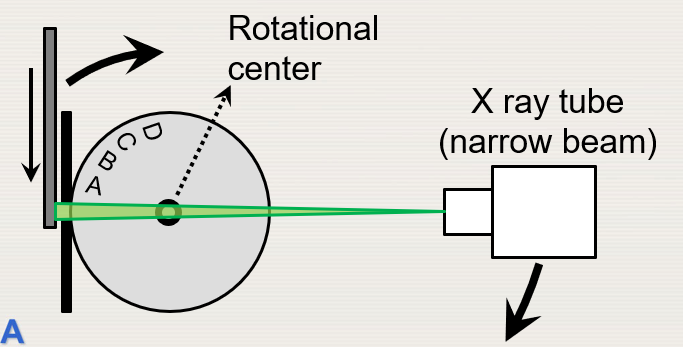 Rotational
center
X ray tube
(narrow beam)
D
C
B
A
A